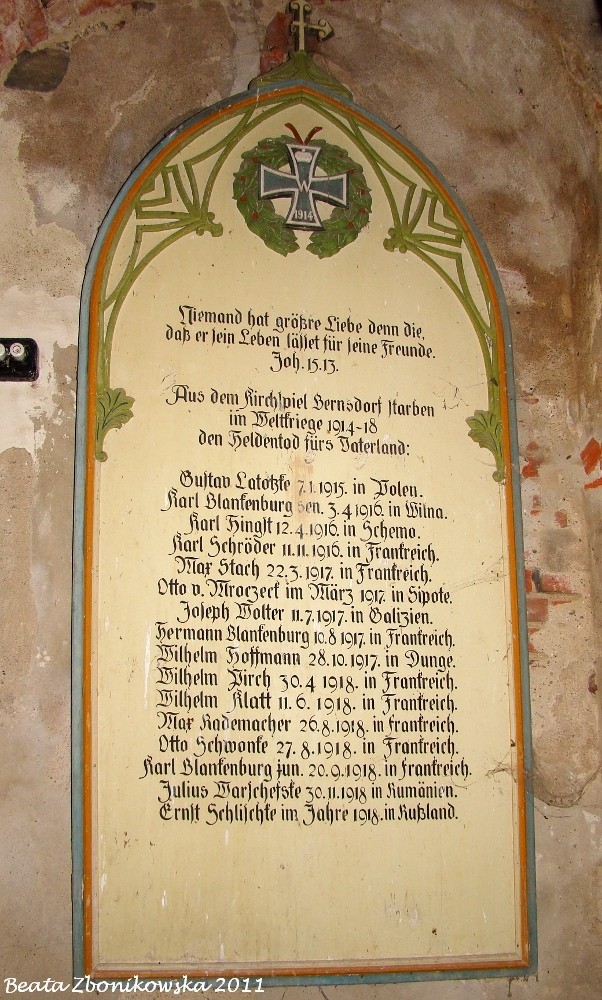 W
1914
Niemand hat größre Liebe denn die,
daß er sein Leben lässet für seine Freunde.
Joh. 15.13.
Aus dem Kirchspiel Bernsdorf starben
im Weltkriege 1914-18
den Heldentod fürs Vaterland:
Gustav Latotzke 7.1.1915. in Polen.
Karl Blankenburg sen. 3.4.1916. in Wilna.
Karl Hingst 12.4.1916. in Schemo.
Karl Schröder 11.11.1916. in Frankreich.
Max Stach 22.3.1917. in Frankreich.
Otto v. Mroczeck im März 1917. in Sipote.
Joseph Wolter 11.7.1917. in Galizien.
Hermann Blankenburg 10.8.1917. in Frankreich.
Wilhelm Hoffmann 28.10.1917. in Dunge.
Wilhelm Pirch 30.4.1918. in Frankreich.
Wilhelm Klatt 11.6.1918. in Frankreich.
Max Rademacher 26.8.1918. in Frankreich.
Otto Schwonke 27.8.1918. in Frankreich.
Karl Blankenburg jun. 20.9.1918. in Frankreich.
Julius Warschefske 30.11.1918 in Rumänien.
Ernst Schlischke im Jahre 1918. in Rußland.
Beata Zbonikowska 2011